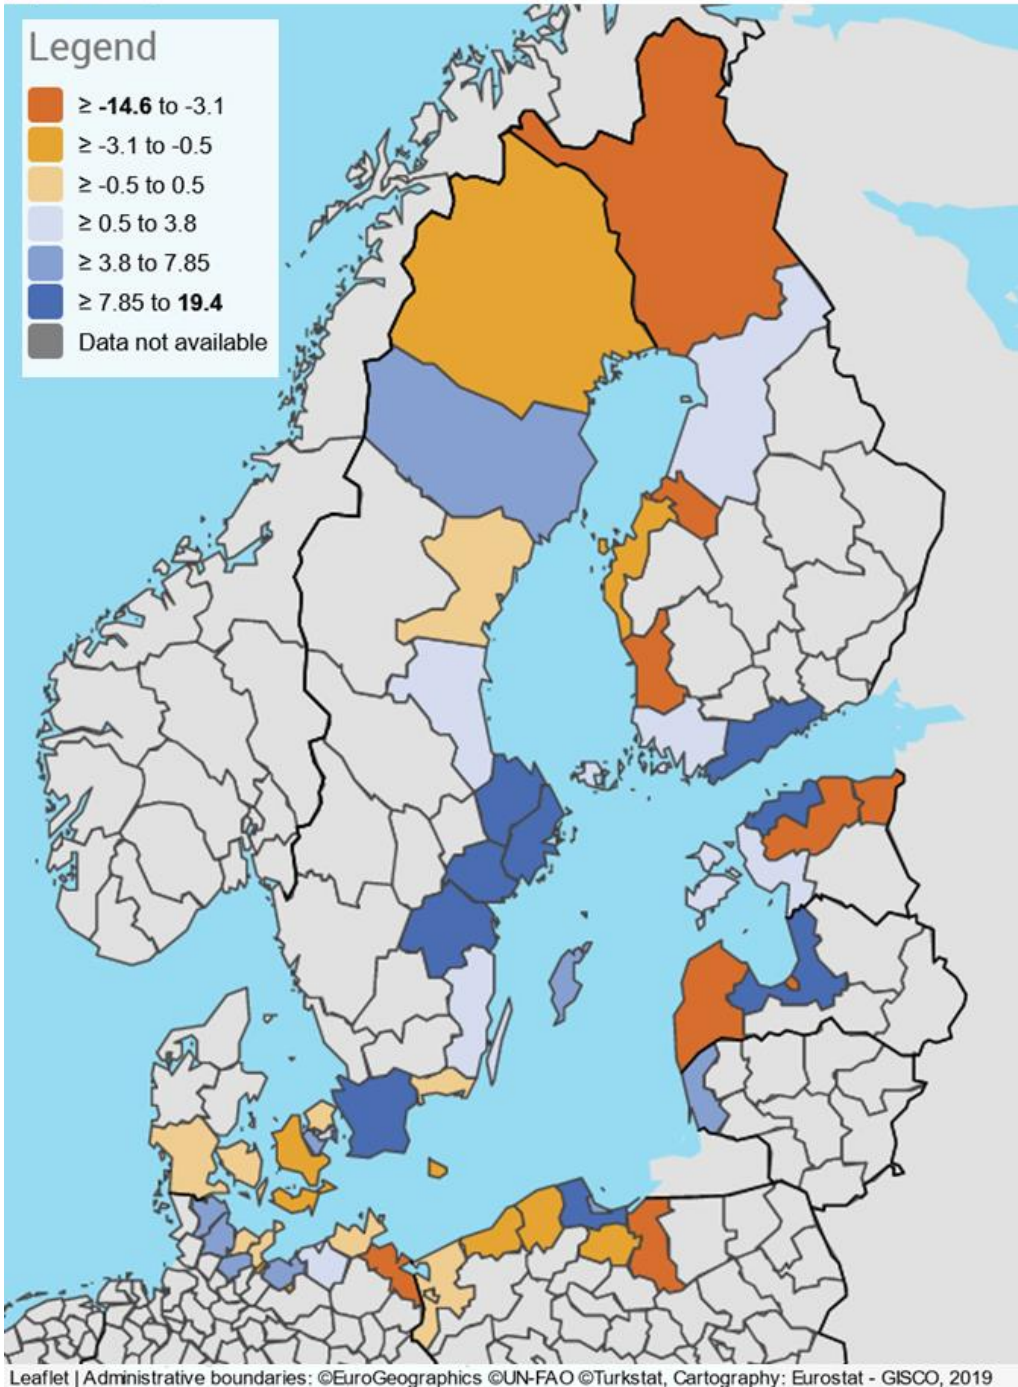 Legend
≥ -14.6 to -3.1
≥ -3.1 to -0.5
≥ -0.5 to 0.5
≥ 0.5 to 3.8
≥ 3.8 to 7.85
≥ 7.85 to 19.4
Data not available
Leaflet | Administrative boundaries: ©EuroGeographics ©UN-FAO ©Turkstat, Cartography: Eurostat - GISCO, 2019